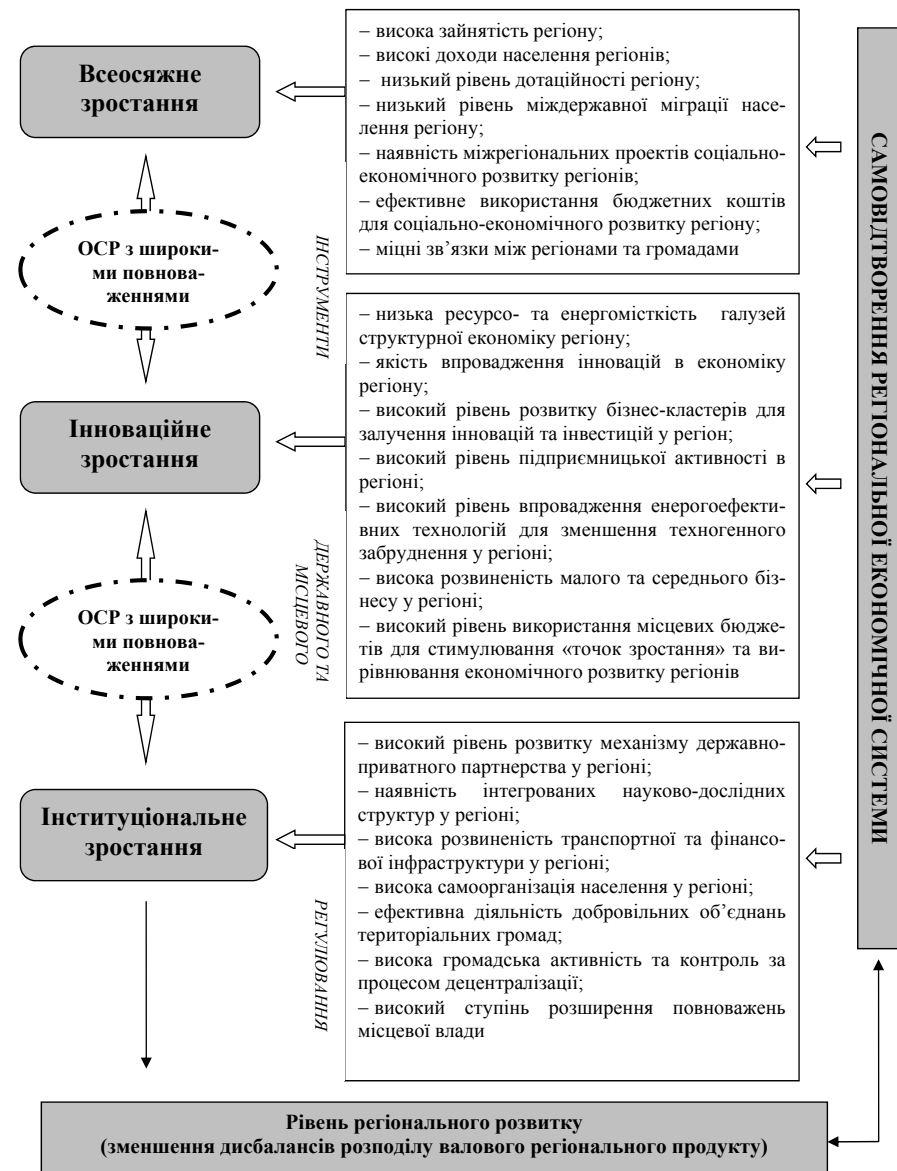 Всеосяжне
зростання
– висока зайнятість регіону;
– високі доходи населення регіонів;
– низький рівень дотаційності регіону;
– низький рівень міждержавної міграції насе-
лення регіону;
– наявність міжрегіональних проектів соціально-
економічного розвитку регіонів;
– ефективне використання бюджетних коштів
для соціально-економічного розвитку регіону;
– міцні зв’язки між регіонами та громадами
ОСР з широки-
ми повнова-
женнями
ІНСТРУМЕНТИ
Інноваційне
зростання
– низька ресурсо- та енергомісткість галузей
структурної економіку регіону;
– якість впровадження інновацій в економіку
регіону;
– високий рівень розвитку бізнес-кластерів для
залучення інновацій та інвестицій у регіон;
– високий рівень підприємницької активності в
регіоні;
– високий рівень впровадження енергоефекти-
вних технологій для зменшення техногенного
забруднення у регіоні;
– висока розвиненість малого та середнього біз-
несу у регіоні;
– високий рівень використання місцевих бюдже-
тів для стимулювання «точок зростання» та ви-
рівнювання економічного розвитку регіонів
ОСР з широки-
ми повнова-
женнями
ДЕРЖАВНОГО ТА
МІСЦЕВОГО
Інституціональне
зростання
– високий рівень розвитку механізму державно-
приватного партнерства у регіоні;
– наявність інтегрованих науково-дослідних
структур у регіоні;
– висока розвиненість транспортної та фінансо-
вої інфраструктури у регіоні;
– висока самоорганізація населення у регіоні;
– ефективна діяльність добровільних об’єднань
територіальних громад;
– висока громадська активність та контроль за
процесом децентралізації;
– високий ступінь розширення повноважень
місцевої влади
РЕГУЛЮВАННЯ
САМОВІДТВОРЕННЯ РЕГІОНАЛЬНОЇ ЕКОНОМІЧНОЇ СИСТЕМИ
Рівень регіонального розвитку
(зменшення дисбалансів розподілу валового регіонального продукту)